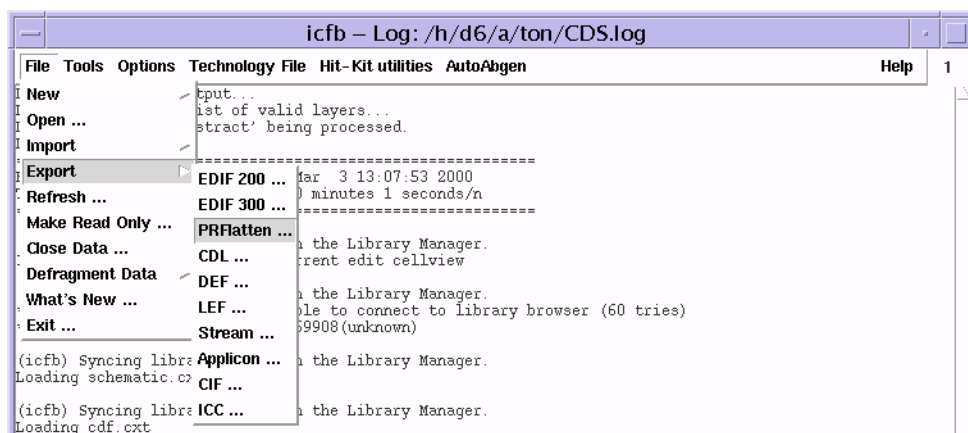 icfb – Log: /h/d6/a/ton/CDS.log
File Tools Options Technology File Hit-Kit utilities AutoAbgen Help 1
New
tput...
Open ...
ist of valid layers...
stract' being processed.
Import
=====================================
Export
Mar 3 13:07:53 2000
EDIF 200 ...
minutes 1 seconds/n
Refresh ...
EDIF 300 ...
=====================================
Make Read Only ...
PRFlatten ...
Close Data ...
the Library Manager.
CDL ...
rrent edit cellview
Defragment Data
DEF ...
What's New ...
the Library Manager.
LEF ...
ble to connect to library browser (60 tries)
Exit ...
59908(unknown)
Stream ...
(icfb) Syncing libra
Applicon ...
the Library Manager.
Loading schematic.cx
CIF ...
(icfb) Syncing libra
ICC ...
the Library Manager.
Loading cdf.cxt